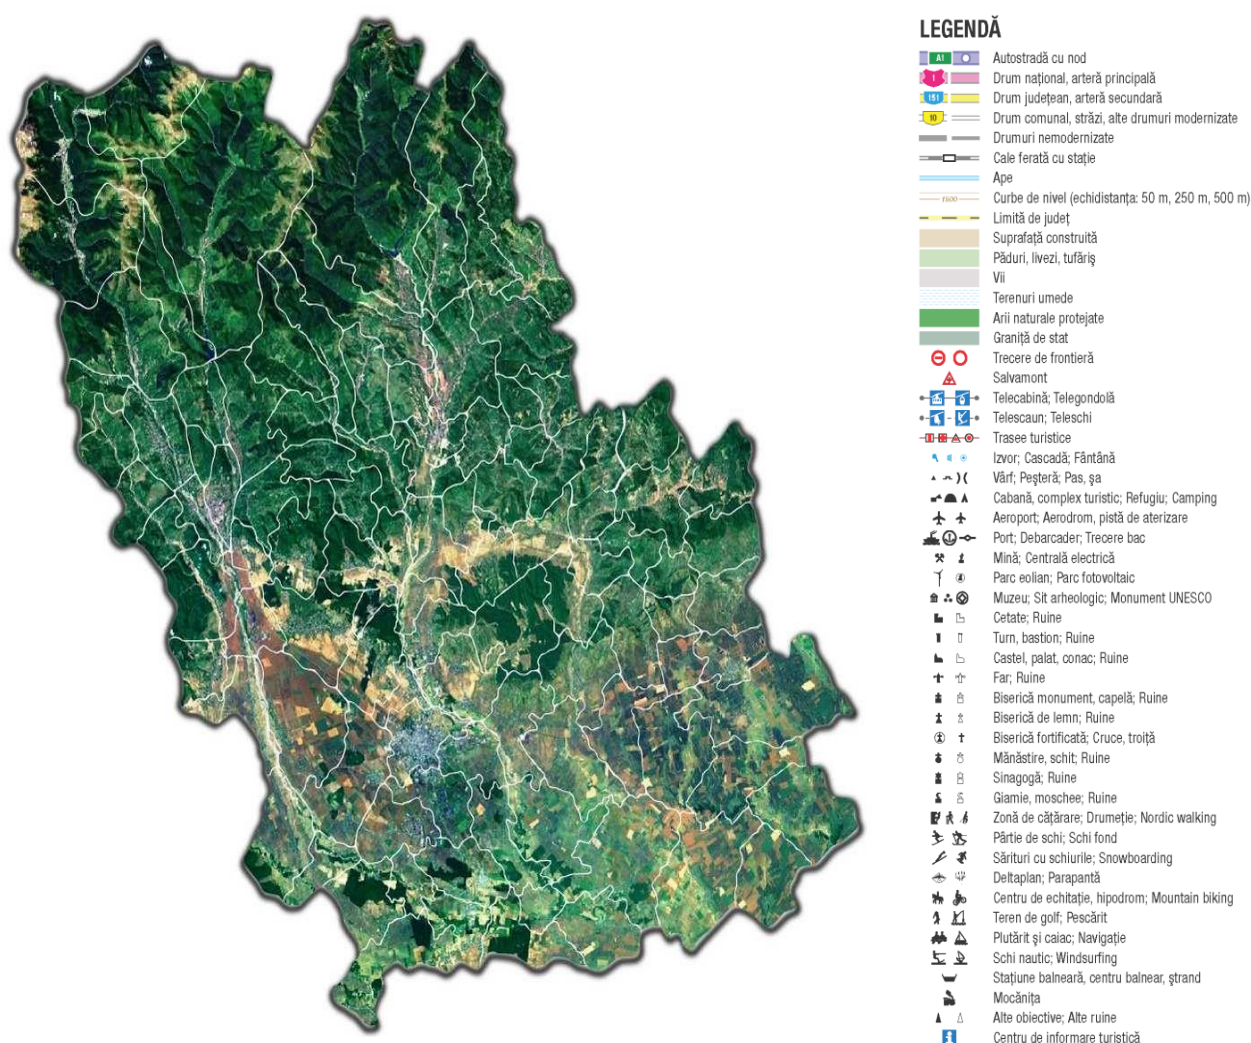 LEGENDĂ
A1 Autostradă cu nod
1 Drum național, arteră principală
151 Drum județean, arteră secundară
10 Drum comunal, străzi, alte drumuri modernizate
Drumuri nemodernizate
Cale ferată cu stație
Ape
1500 Curbe de nivel (echidistanța: 50 m, 250 m, 500 m)
Limită de județ
Suprafață construită
Păduri, livezi, tufăriș
Vii
Terenuri umede
Arii naturale protejate
Graniță de stat
Trecere de frontieră
Salvamont
Telecabină; Telegondolă
Telescaun; Teleschi
Trasee turistice
Izvor; Cascadă; Fântână
Vârf; Peșteră; Pas, șa
Cabană, complex turistic; Refugiu; Camping
Aeroport; Aerodrom, pistă de aterizare
Port; Debarcader; Trecere bac
Mină; Centrală electrică
Parc eolian; Parc fotovoltaic
Muzeu; Sit arheologic; Monument UNESCO
Cetate; Ruine
Turn, bastion; Ruine
Castel, palat, conac; Ruine
Far; Ruine
Biserică monument, capelă; Ruine
Biserică de lemn; Ruine
Biserică fortificată; Cruce, troiță
Mănăstire, schit; Ruine
Sinagogă; Ruine
Giamie, moschee; Ruine
Zonă de cățărare; Drumeție; Nordic walking
Pârtie de schi; Schi fond
Sărituri cu schiurile; Snowboarding
Deltaplan; Parapantă
Centru de echitație, hipodrom; Mountain biking
Teren de golf; Pescărit
Plutărit și caiac; Navigație
Schi nautic; Windsurfing
Stațiune balneară, centru balnear, ștrand
Mocănița
Alte obiective; Alte ruine
Centru de informare turistică